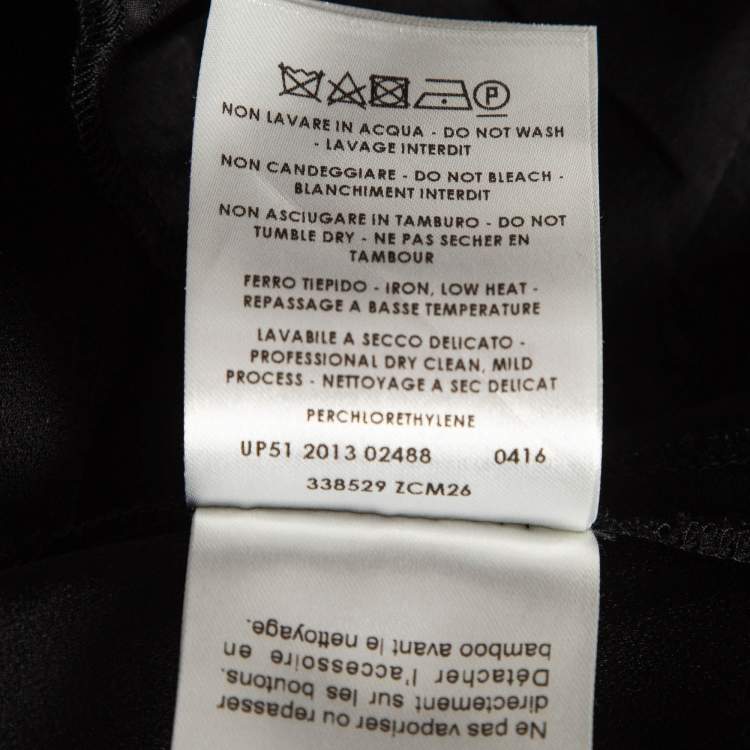 P
NON LAVARE IN ACQUA - DO NOT WASH
- LAVAGE INTERDIT
NON CANDEGGIARE - DO NOT BLEACH -
BLANCHIMENT INTERDIT
NON ASCIUGARE IN TAMBURO - DO NOT
TUMBLE DRY - NE PAS SECHER EN
TAMBOUR
FERRO TIEPIDO - IRON, LOW HEAT -
REPASSAGE A BASSE TEMPERATURE
LAVABILE A SECCO DELICATO -
PROFESSIONAL DRY CLEAN, MILD
PROCESS - NETTOYAGE A SEC DELICAT
PERCHLORETHYLENE
UP51 2013 02488 0416
338529 ZCM26
Ne pas vaporiser ou repasser
directement sur les boutons.
Détacher l'accessoire en
bamboo avant le nettoyage.